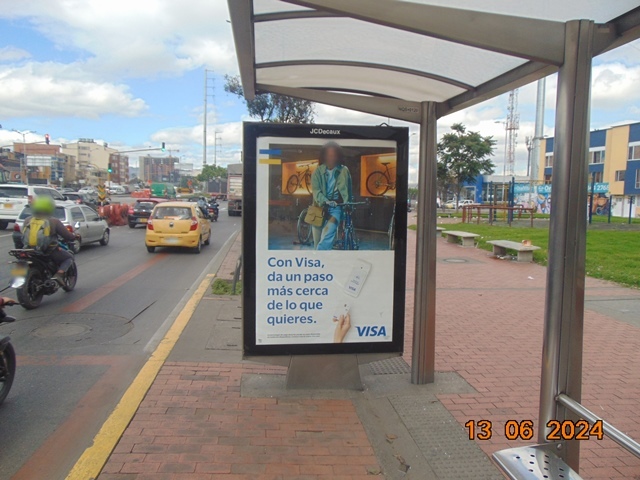 JCDecaux
Con Visa,
da un paso
más cerca
de lo que
quieres.
VISA
13 06 2024